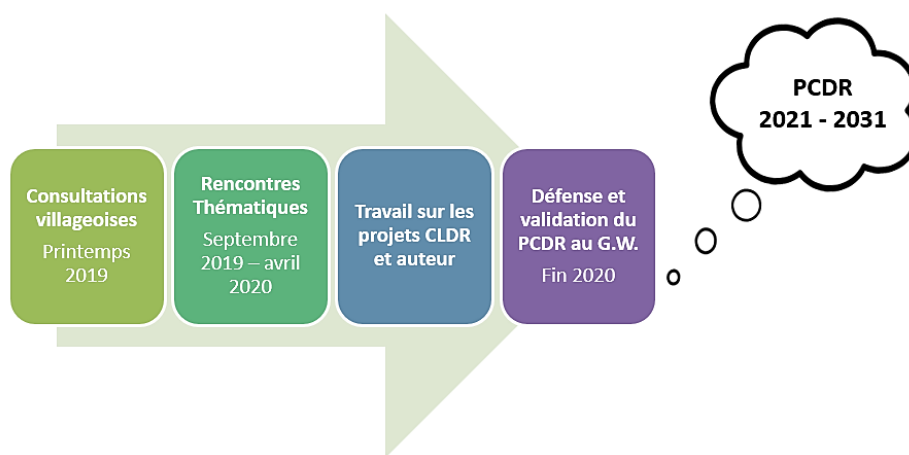 Consultations
villageoises
Printemps
2019
Rencontres
Thématiques
Septembre
2019 – avril
2020
Travail sur les
projets CLDR
et auteur
Défense et
validation du
PCDR au G.W.
Fin 2020
PCDR
2021 - 2031